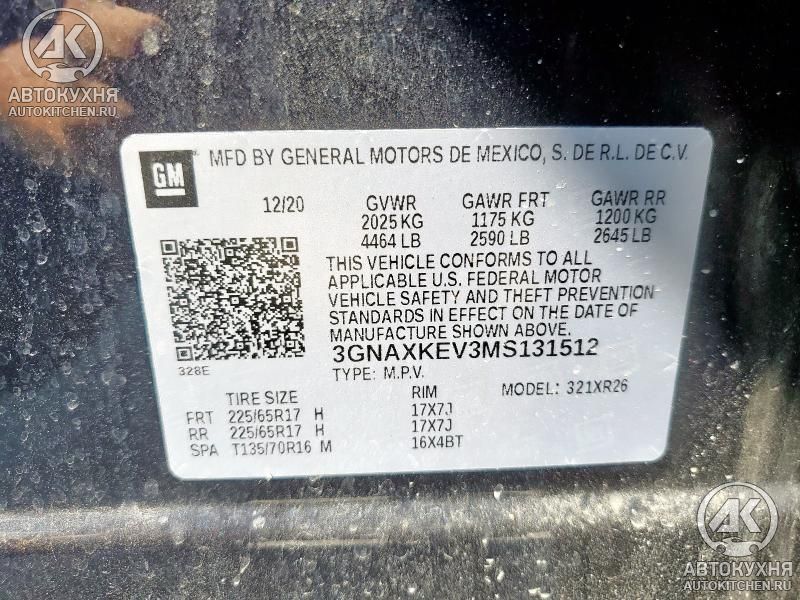 AK
АВТОКУХНЯ
AUTOKITCHEN.RU
GM
MFD BY GENERAL MOTORS DE MEXICO, S. DE R.L. DE C.V.
12/20 GVWR GAWR FRT GAWR RR
2025 KG 1175 KG 1200 KG
4464 LB 2590 LB 2645 LB
THIS VEHICLE CONFORMS TO ALL
APPLICABLE U.S. FEDERAL MOTOR
VEHICLE SAFETY AND THEFT PREVENTION
STANDARDS IN EFFECT ON THE DATE OF
MANUFACTURE SHOWN ABOVE.
328E
3GNAXKEV3MS131512
TYPE: M.P.V. MODEL: 321XR26
TIRE SIZE RIM
FRT 225/65R17 H 17X7J
RR 225/65R17 H 17X7J
SPA T135/70R16 M 16X4BT
AK
АВТОКУХНЯ
AUTOKITCHEN.RU